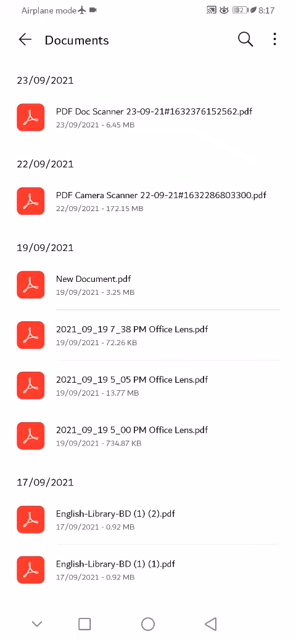 Airplane mode 82 8:17
Documents
23/09/2021
PDF Doc Scanner 23-09-21#1632376152562.pdf
23/09/2021 - 6.45 MB
22/09/2021
PDF Camera Scanner 22-09-21#1632286803300.pdf
22/09/2021 - 172.15 MB
19/09/2021
New Document.pdf
19/09/2021 - 3.25 MB
2021_09_19 7_38 PM Office Lens.pdf
19/09/2021 - 72.26 KB
2021_09_19 5_05 PM Office Lens.pdf
19/09/2021 - 13.77 MB
2021_09_19 5_00 PM Office Lens.pdf
19/09/2021 - 734.87 KB
17/09/2021
English-Library-BD (1) (2).pdf
17/09/2021 - 0.92 MB
English-Library-BD (1) (1).pdf
17/09/2021 - 0.92 MB